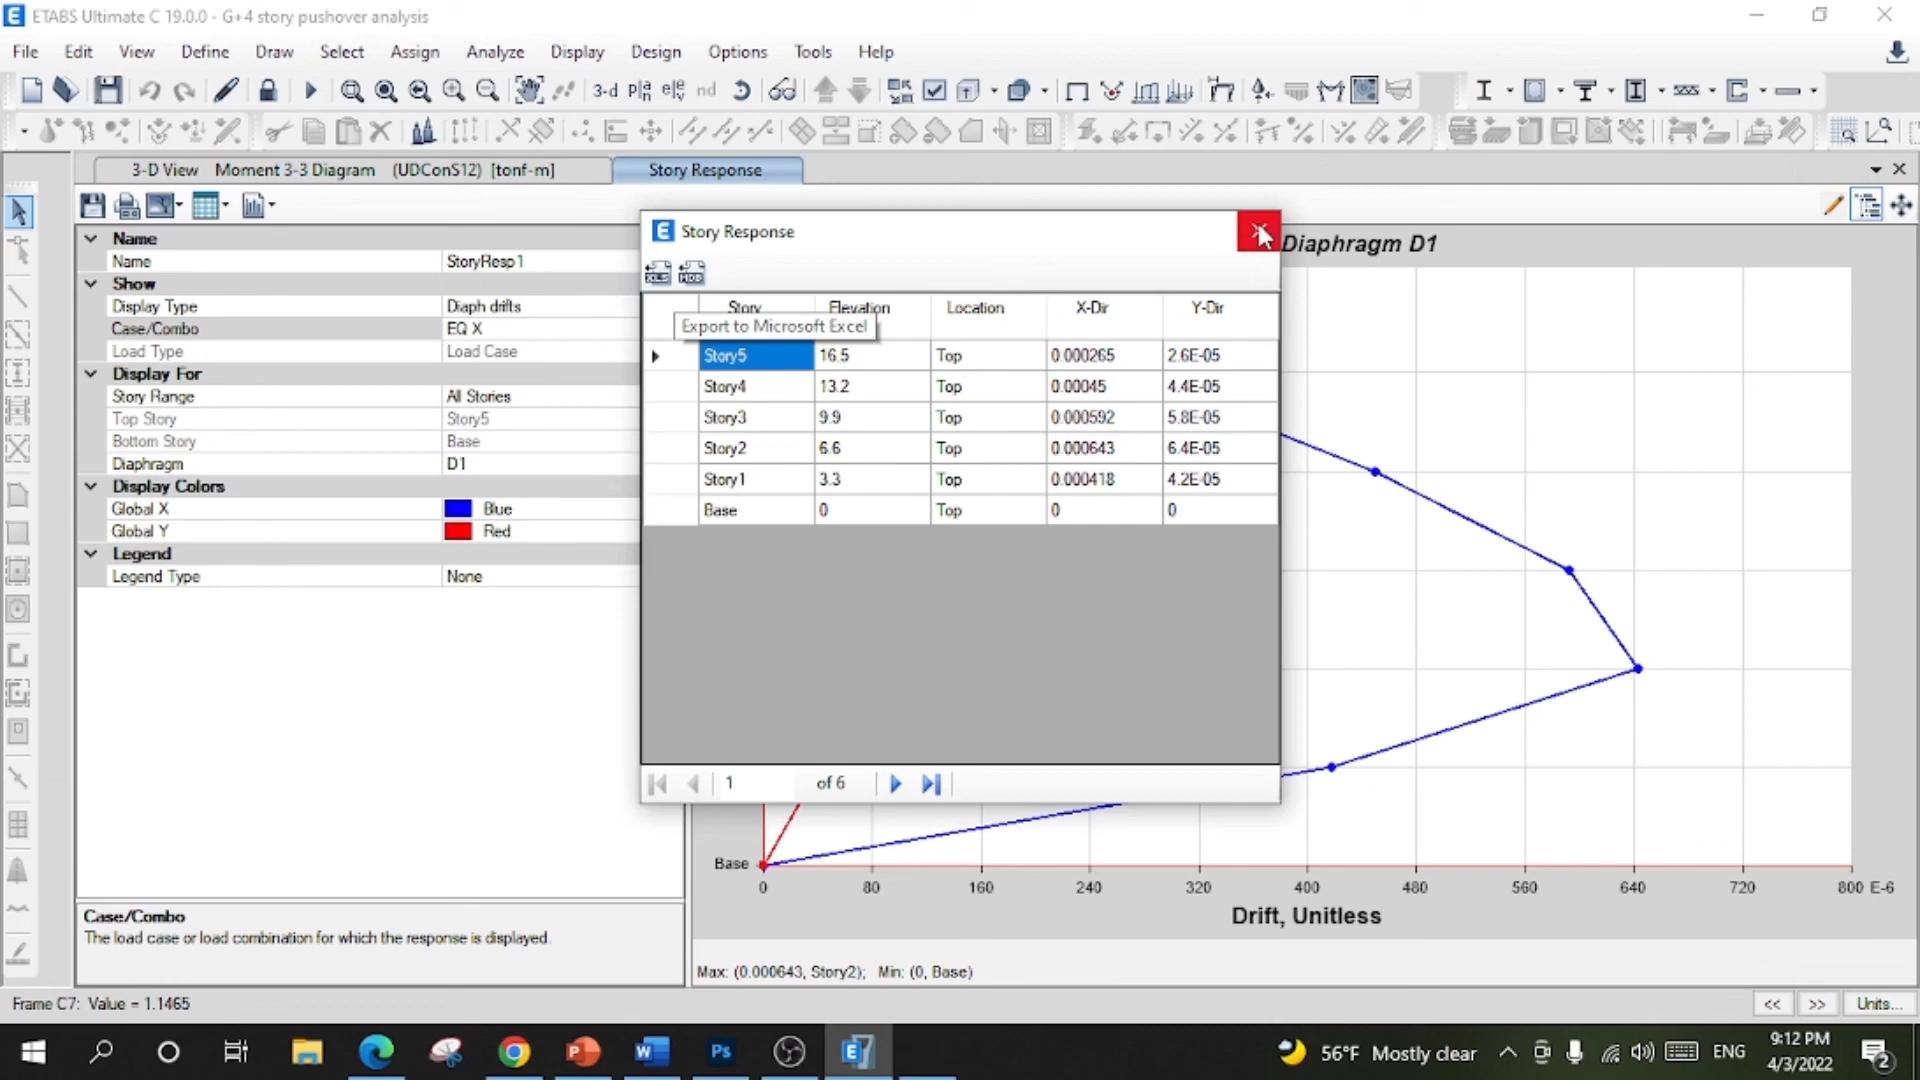 ETABS Ultimate C 19.0.0 - G+4 story pushover analysis
File Edit View Define Draw Select Assign Analyze Display Design Options Tools Help
3-d
nd
3-D View Moment 3-3 Diagram (UDConS12) [tonf-m]
Story Response
Name
Name StoryResp1
Show
Display Type Diaph drifts
Case/Combo EQ X
Load Type Load Case
Display For
Story Range All Stories
Top Story Story5
Bottom Story Base
Diaphragm D1
Display Colors
Global X Blue
Global Y Red
Legend
Legend Type None
Case/Combo
The load case or load combination for which the response is displayed.
Story Response
Story Elevation Location X-Dir Y-Dir
Export to Microsoft Excel
Story5 16.5 Top 0.000265 2.6E-05
Story4 13.2 Top 0.00045 4.4E-05
Story3 9.9 Top 0.000592 5.8E-05
Story2 6.6 Top 0.000643 6.4E-05
Story1 3.3 Top 0.000418 4.2E-05
Base 0 Top 0 0
1 of 6
Diaphragm D1
Base
0 80 160 240 320 400 480 560 640 720 800 E-6
Drift, Unitless
Max: (0.000643, Story2); Min: (0, Base)
Frame C7: Value = 1.1465
<< >> Units...
56°F Mostly clear
ENG
9:12 PM
4/3/2022
2